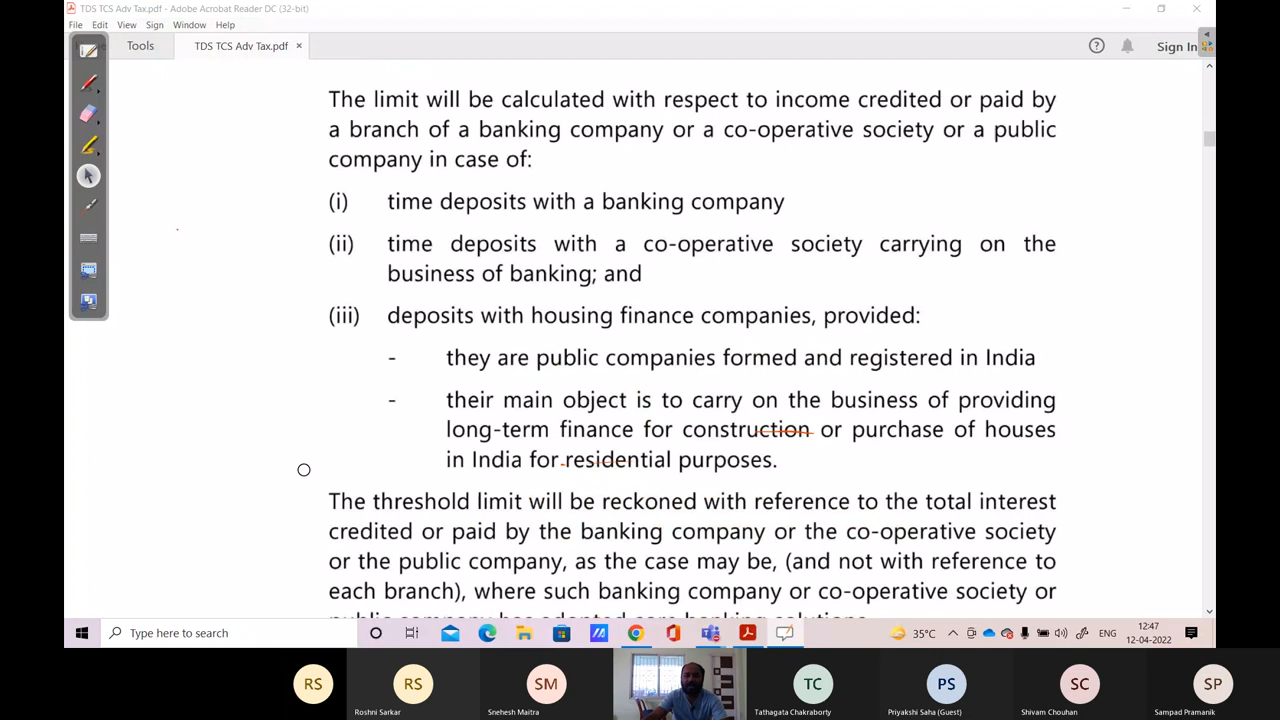 TDS TCS Adv Tax.pdf - Adobe Acrobat Reader DC (32-bit)
File Edit View Sign Window Help
Tools TDS TCS Adv Tax.pdf × Sign In
The limit will be calculated with respect to income credited or paid by
a branch of a banking company or a co-operative society or a public
company in case of:
(i) time deposits with a banking company
(ii) time deposits with a co-operative society carrying on the
business of banking; and
(iii) deposits with housing finance companies, provided:
- they are public companies formed and registered in India
- their main object is to carry on the business of providing
long-term finance for construction or purchase of houses
in India for residential purposes.
The threshold limit will be reckoned with reference to the total interest
credited or paid by the banking company or the co-operative society
or the public company, as the case may be, (and not with reference to
each branch), where such banking company or co-operative society or
Type here to search
35°C ENG
12:47
12-04-2022
RS RS SM TC PS SC SP
Roshni Sarkar Snehesh Maitra Tathagata Chakraborty Priyakshi Saha (Guest) Shivam Chouhan Sampad Pramanik